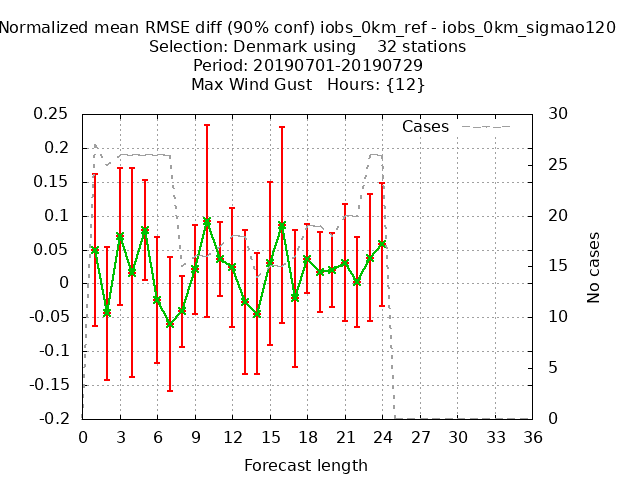 Normalized mean RMSE diff (90% conf) iobs_0km_ref - iobs_0km_sigmao120
Selection: Denmark using 32 stations
Period: 20190701-20190729
Max Wind Gust Hours: {12}
Cases
0.25
0.2
0.15
0.1
0.05
0
-0.05
-0.1
-0.15
-0.2
30
25
20
15
10
5
0
No cases
0 3 6 9 12 15 18 21 24 27 30 33 36
Forecast length